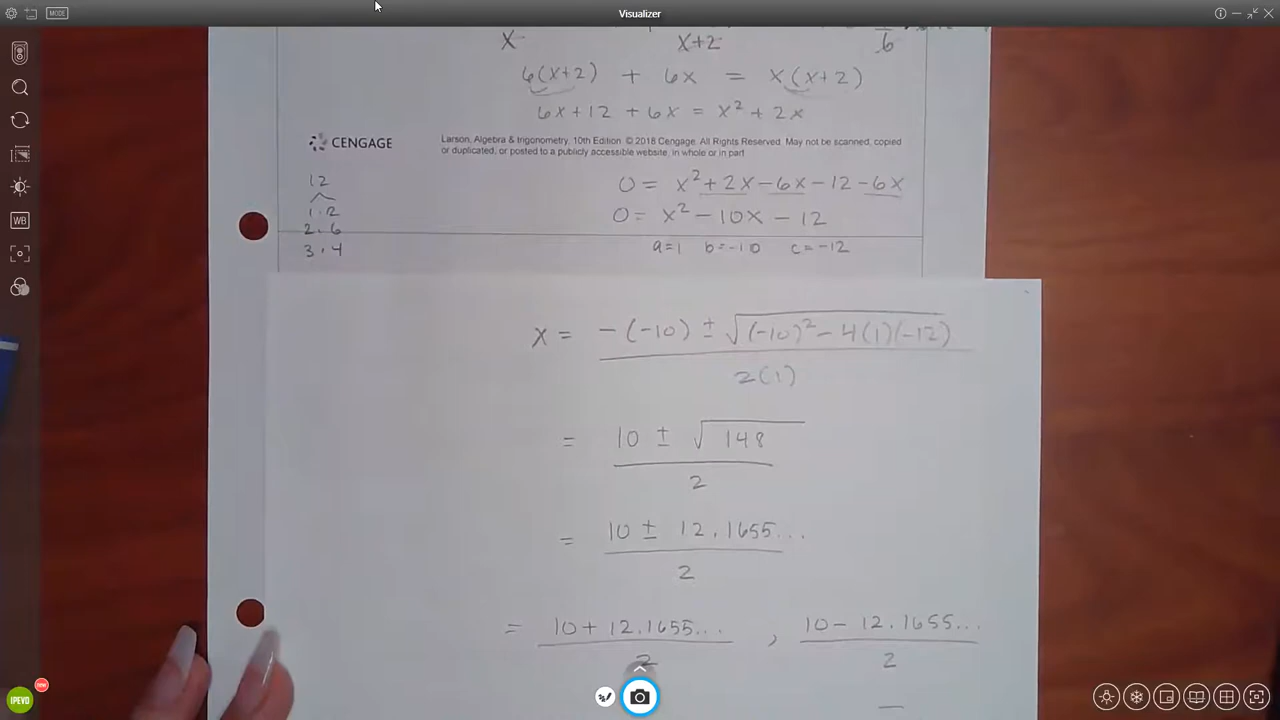 Visualizer
MODE
x x+2 6
6(x+2) + 6x = x(x+2)
6x+12 + 6x = x² + 2x
CENGAGE
Larson, Algebra & trigonometry, 10th Edition. © 2018 Cengage. All Rights Reserved. May not be scanned, copied
or duplicated, or posted to a publicly accessible website, in whole or in part
12
1.2
2.6
3.4
0 = x² + 2x - 6x - 12 - 6x
0 = x² - 10x - 12
a=1 b=-10 c=-12
x = -(-10) ± √(-10)² - 4(1)(-12)
2(1)
= 10 ± √148
2
= 10 ± 12.1655...
2
= 10 + 12.1655... , 10 - 12.1655...
2 2
WB
IPEVO